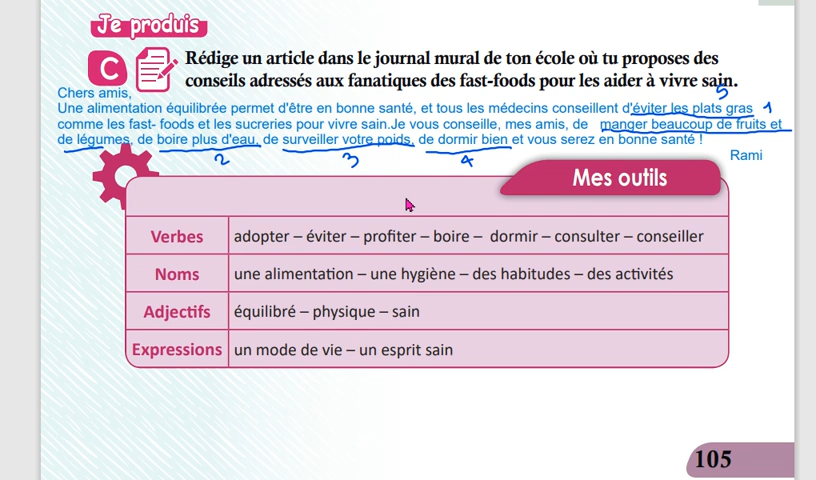 Je produis
C
Rédige un article dans le journal mural de ton école où tu proposes des
conseils adressés aux fanatiques des fast-foods pour les aider à vivre sain.
Chers amis,
5
Une alimentation équilibrée permet d'être en bonne santé, et tous les médecins conseillent d'éviter les plats gras 1
comme les fast- foods et les sucreries pour vivre sain.Je vous conseille, mes amis, de manger beaucoup de fruits et
de légumes, de boire plus d'eau, de surveiller votre poids, de dormir bien et vous serez en bonne santé !
2 3 4
Rami
Mes outils
Verbes adopter – éviter – profiter – boire – dormir – consulter – conseiller
Noms une alimentation – une hygiène – des habitudes – des activités
Adjectifs équilibré – physique – sain
Expressions un mode de vie – un esprit sain
105